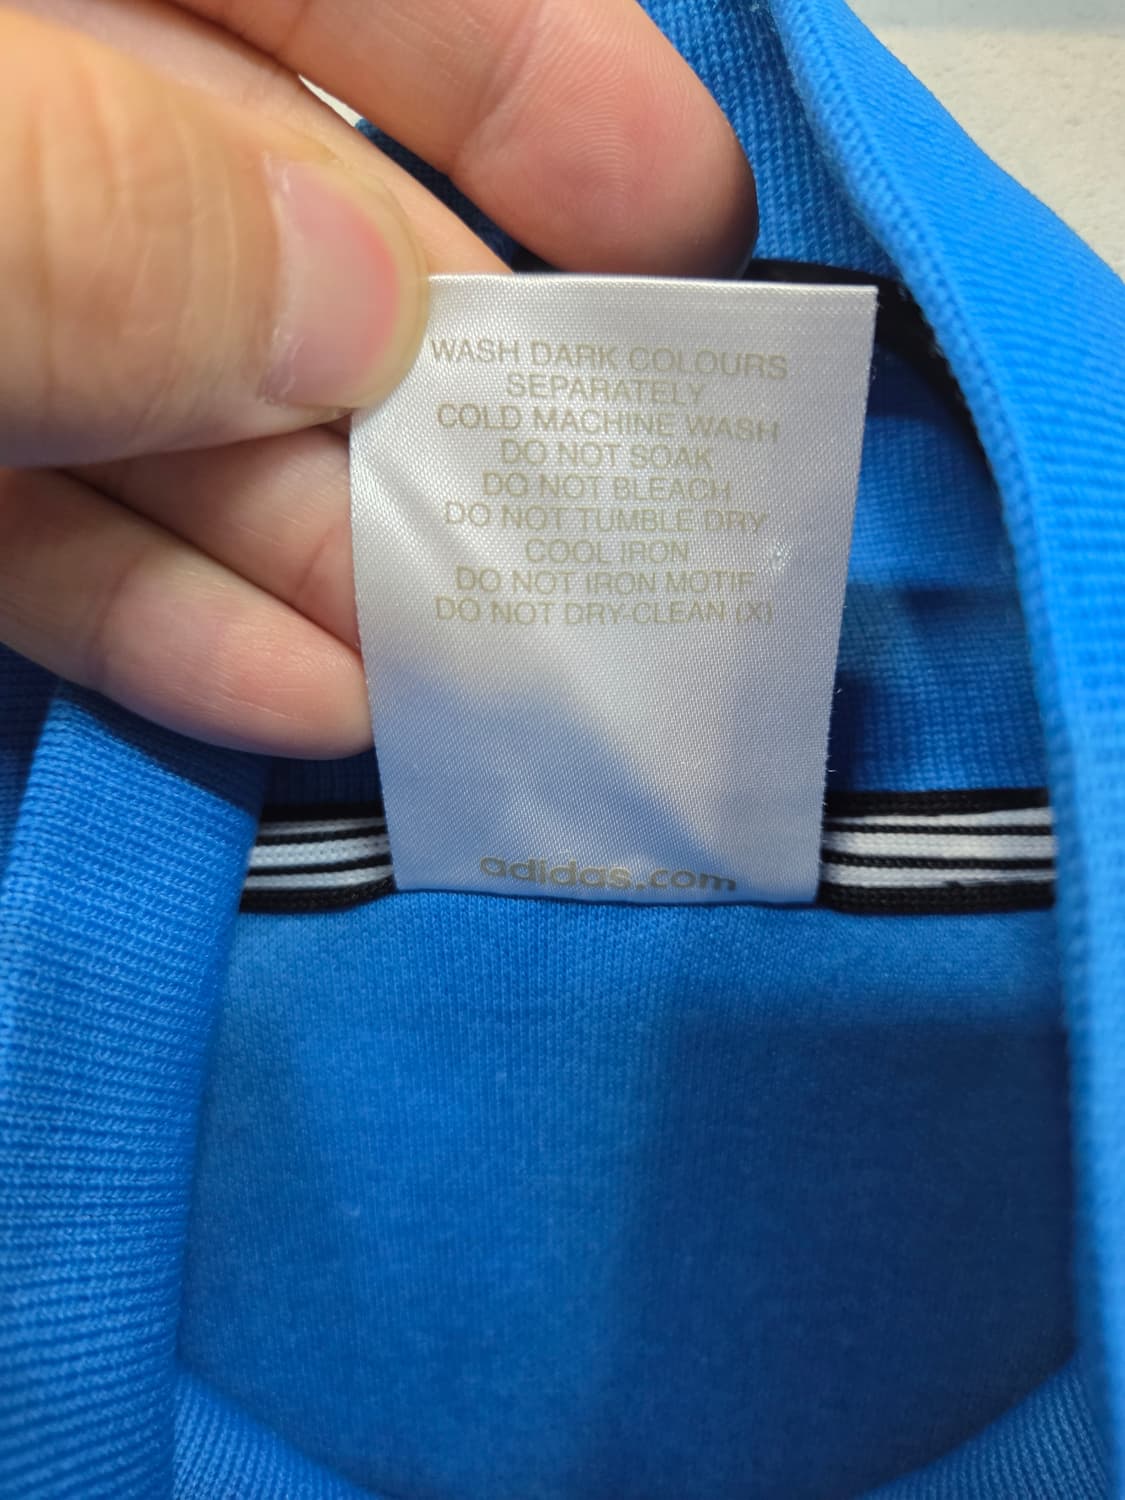 WASH DARK COLOURS
SEPARATELY
COLD MACHINE WASH
DO NOT SOAK
DO NOT BLEACH
DO NOT TUMBLE DRY
COOL IRON
DO NOT IRON MOTIF
DO NOT DRY-CLEAN (X)
adidas.com